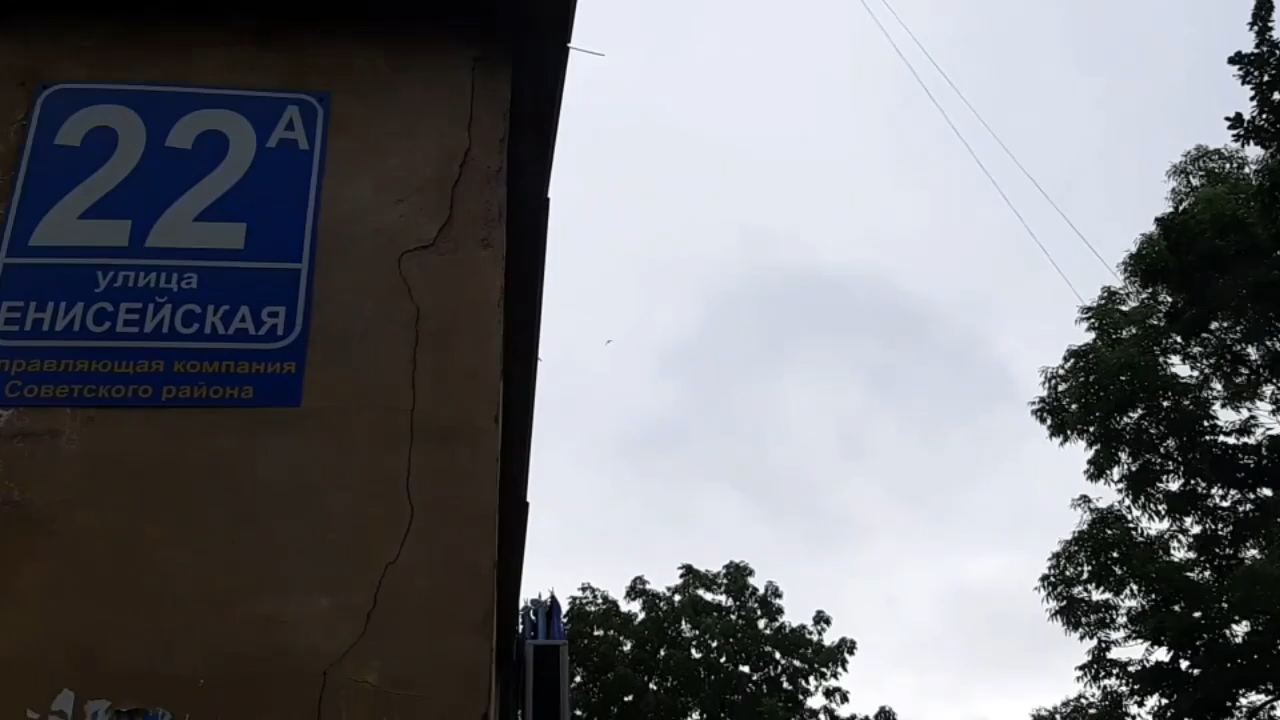 22А
улица
ЕНИСЕЙСКАЯ
правляющая компания
Советского района